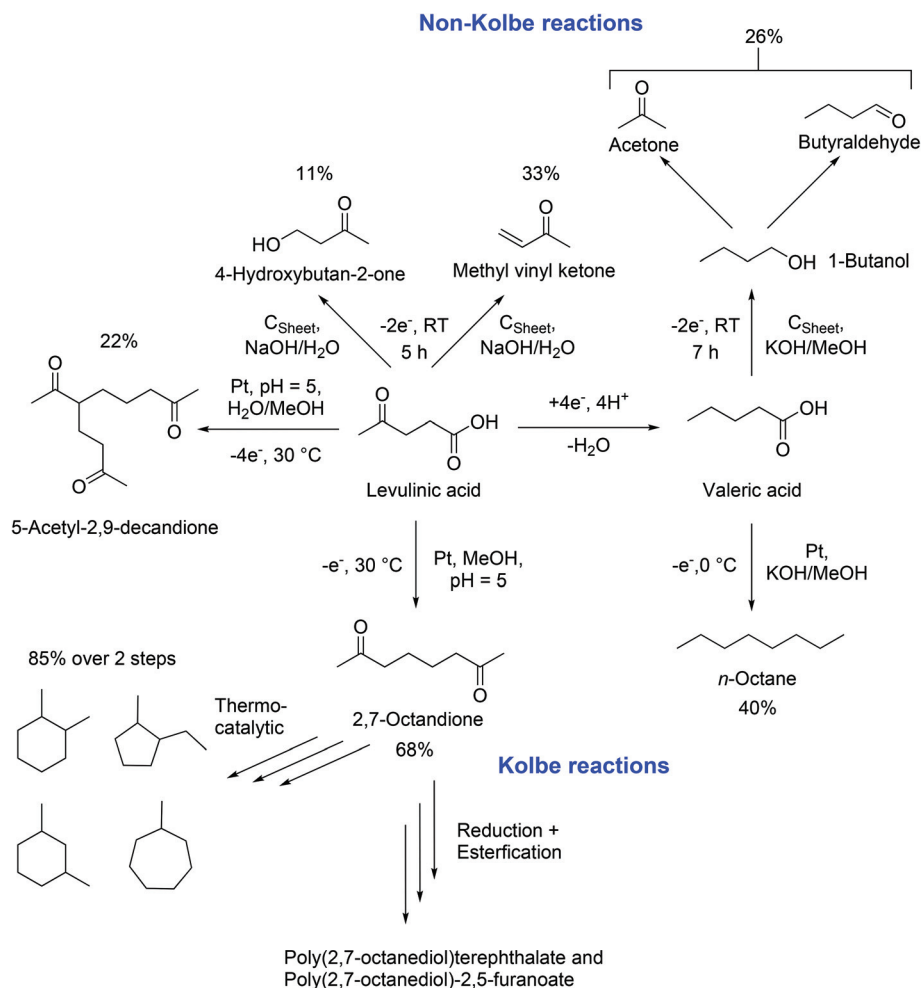 Non-Kolbe reactions
26%
O
O
Acetone
Butyraldehyde
11%
33%
O
HO
4-Hydroxybutan-2-one
O
Methyl vinyl ketone
OH
1-Butanol
CSheet,
NaOH/H2O
-2e-, RT
5 h
CSheet,
NaOH/H2O
-2e-, RT
7 h
CSheet,
KOH/MeOH
22%
O
O
O
5-Acetyl-2,9-decandione
Pt, pH = 5,
H2O/MeOH
-4e-, 30 °C
O
OH
O
Levulinic acid
+4e-, 4H+
-H2O
OH
O
Valeric acid
-e-, 30 °C
Pt, MeOH,
pH = 5
-e-,0 °C
Pt,
KOH/MeOH
O
O
2,7-Octandione
68%
n-Octane
40%
85% over 2 steps
Thermo-
catalytic
Kolbe reactions
Reduction +
Esterfication
Poly(2,7-octanediol)terephthalate and
Poly(2,7-octanediol)-2,5-furanoate